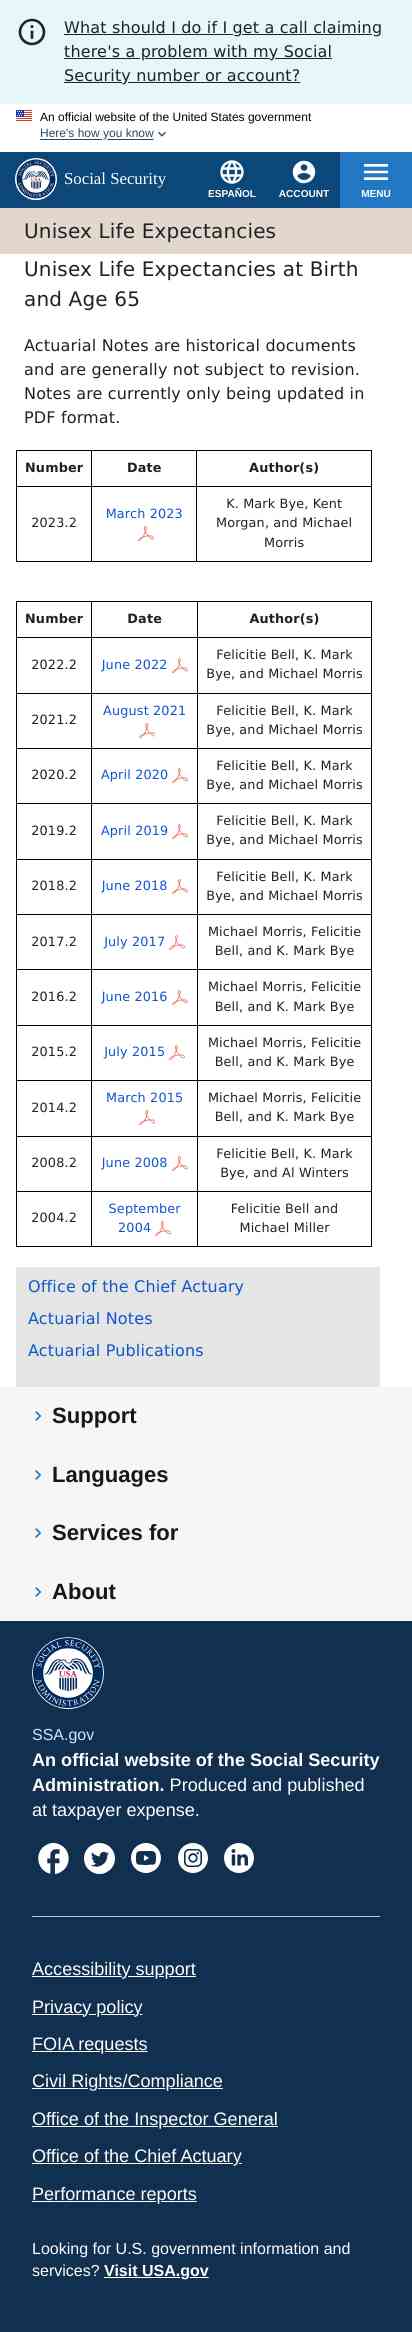 What should I do if I get a call claiming
there's a problem with my Social
Security number or account?
An official website of the United States government
Here's how you know
Social Security
ESPAÑOL
ACCOUNT
MENU
Unisex Life Expectancies
Unisex Life Expectancies at Birth
and Age 65
Actuarial Notes are historical documents
and are generally not subject to revision.
Notes are currently only being updated in
PDF format.
Number Date Author(s)
2023.2 March 2023 K. Mark Bye, Kent
Morgan, and Michael
Morris
Number Date Author(s)
2022.2 June 2022 Felicitie Bell, K. Mark
Bye, and Michael Morris
2021.2 August 2021 Felicitie Bell, K. Mark
Bye, and Michael Morris
2020.2 April 2020 Felicitie Bell, K. Mark
Bye, and Michael Morris
2019.2 April 2019 Felicitie Bell, K. Mark
Bye, and Michael Morris
2018.2 June 2018 Felicitie Bell, K. Mark
Bye, and Michael Morris
2017.2 July 2017 Michael Morris, Felicitie
Bell, and K. Mark Bye
2016.2 June 2016 Michael Morris, Felicitie
Bell, and K. Mark Bye
2015.2 July 2015 Michael Morris, Felicitie
Bell, and K. Mark Bye
2014.2 March 2015 Michael Morris, Felicitie
Bell, and K. Mark Bye
2008.2 June 2008 Felicitie Bell, K. Mark
Bye, and Al Winters
2004.2 September
2004 Felicitie Bell and
Michael Miller
Office of the Chief Actuary
Actuarial Notes
Actuarial Publications
Support
Languages
Services for
About
SOCIAL SECURITY
USA
ADMINISTRATION
SSA.gov
An official website of the Social Security
Administration. Produced and published
at taxpayer expense.
Accessibility support
Privacy policy
FOIA requests
Civil Rights/Compliance
Office of the Inspector General
Office of the Chief Actuary
Performance reports
Looking for U.S. government information and
services? Visit USA.gov